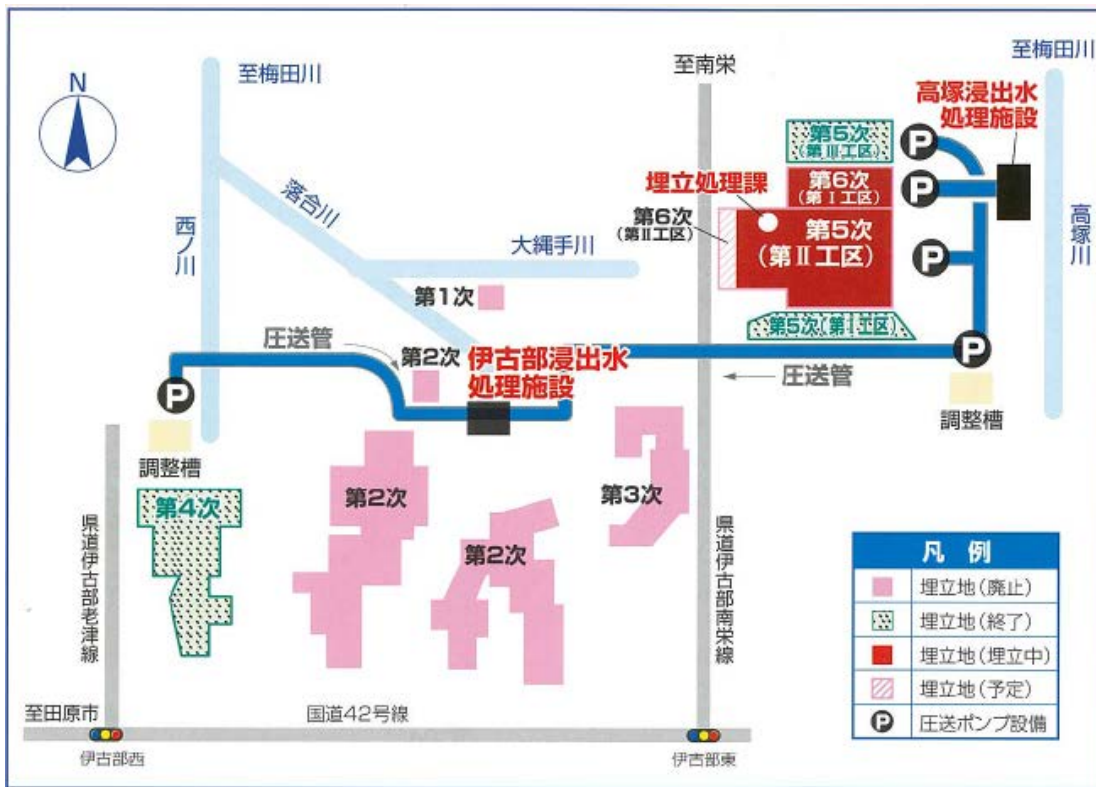 N
至梅田川
至南栄
至梅田川
高塚浸出水
処理施設
第5次
(第Ⅲ工区)
P
第6次
(第Ⅰ工区)
P
埋立処理課
第6次
(第Ⅱ工区)
第5次
(第Ⅱ工区)
P
高塚川
落合川
西ノ川
大縄手川
第1次
第5次(第Ⅰ工区)
圧送管
第2次
伊古部浸出水
処理施設
圧送管
P
P
調整槽
調整槽
第4次
第2次
第2次
第3次
県道伊古部老津線
県道伊古部南栄線
凡 例
埋立地(廃止)
埋立地(終了)
埋立地(埋立中)
埋立地(予定)
P 圧送ポンプ設備
至田原市
国道42号線
伊古部西
伊古部東